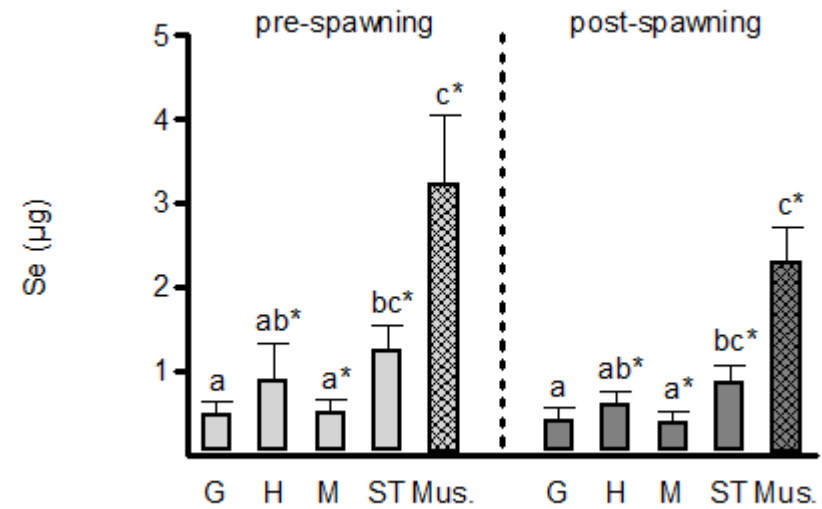 pre-spawning post-spawning
5
4
3
2
1
Se (µg)
a ab* a* bc* c*
a ab* a* bc* c*
G H M ST Mus. G H M ST Mus.